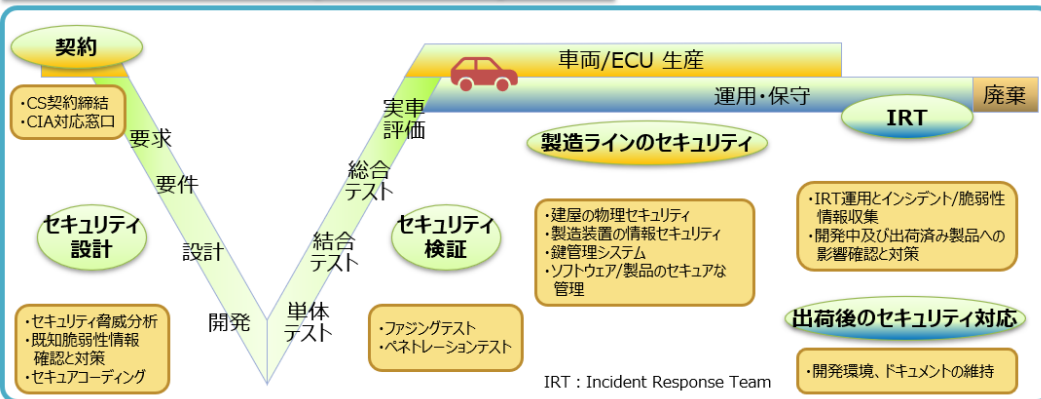 契約
・CS契約締結
・CIA対応窓口
要求
要件
設計
開発
セキュリティ
設計
・セキュリティ脅威分析
・既知脆弱性情報
確認と対策
・セキュアコーディング
単体
テスト
結合
テスト
総合
テスト
実車
評価
セキュリティ
検証
・ファジングテスト
・ペネトレーションテスト
車両/ECU 生産
運用・保守
廃棄
製造ラインのセキュリティ
・建屋の物理セキュリティ
・製造装置の情報セキュリティ
・鍵管理システム
・ソフトウェア/製品のセキュアな
管理
IRT
・IRT運用とインシデント/脆弱性
情報収集
・開発中及び出荷済み製品への
影響確認と対策
出荷後のセキュリティ対応
・開発環境、ドキュメントの維持
IRT：Incident Response Team